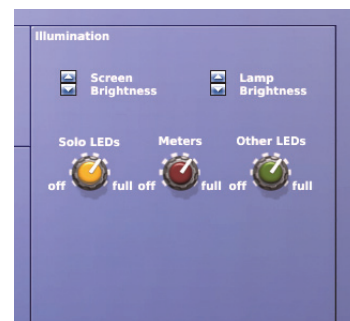 Illumination
Screen Brightness
Lamp Brightness
Solo LEDs
Meters
Other LEDs
off
full
off
full
off
full